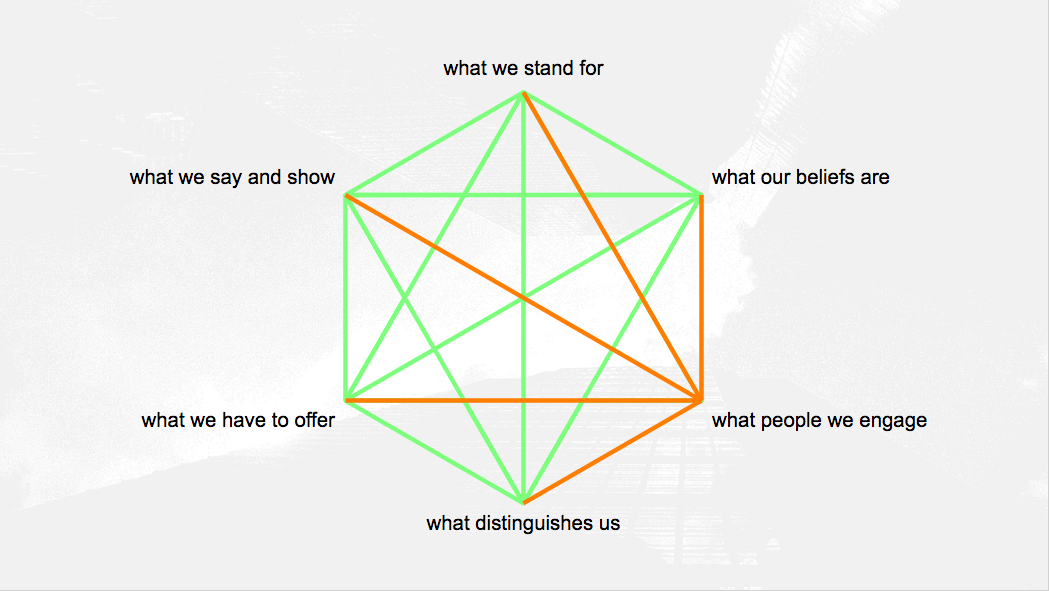 what we stand for
what we say and show
what our beliefs are
what we have to offer
what people we engage
what distinguishes us